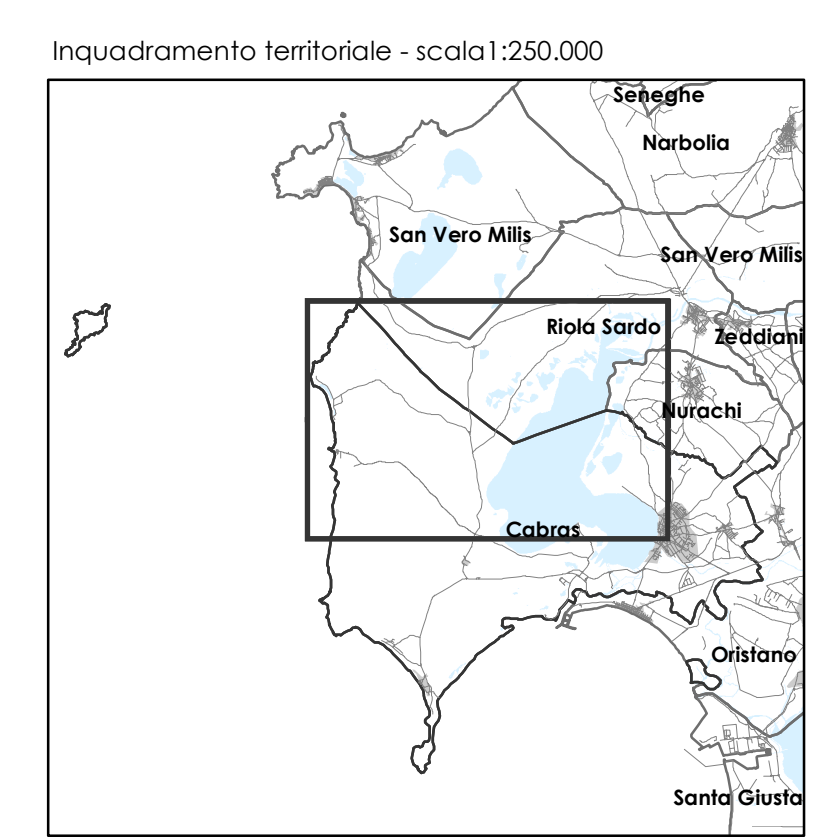 Inquadramento territoriale - scala1:250.000
Seneghe
Narbolia
San Vero Milis
San Vero Milis
Riola Sardo
Zeddiani
Nurachi
Cabras
Oristano
Santa Giusta